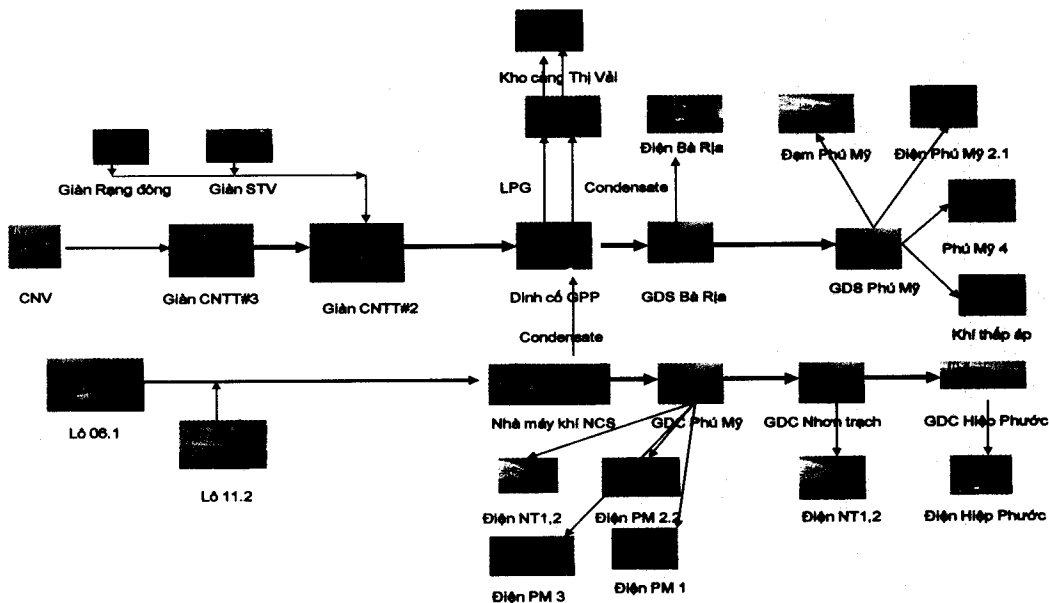 Kho cảng Thị Vải
Điện Bà Rịa
Đạm Phú Mỹ
Điện Phú Mỹ 2.1
Giàn Rạng đông
Giàn STV
LPG
Condensate
Phú Mỹ 4
CNV
Giàn CNTT#3
Giàn CNTT#2
Dinh cố GPP
GDS Bà Rịa
GDS Phú Mỹ
Khí thấp áp
Condensate
Lô 06.1
Nhà máy khí NCS
GDC Phú Mỹ
GDC Nhơn trạch
GDC Hiệp Phước
Lô 11.2
Điện NT1,2
Điện PM 2.2
Điện NT1,2
Điện Hiệp Phước
Điện PM 3
Điện PM 1